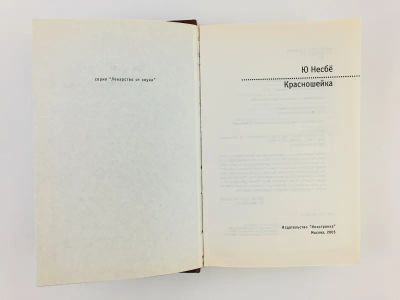 серия "Лекарство от скуки"
Ю Несбё
Красношейка
Издательство "Иностранка"
Москва, 2005